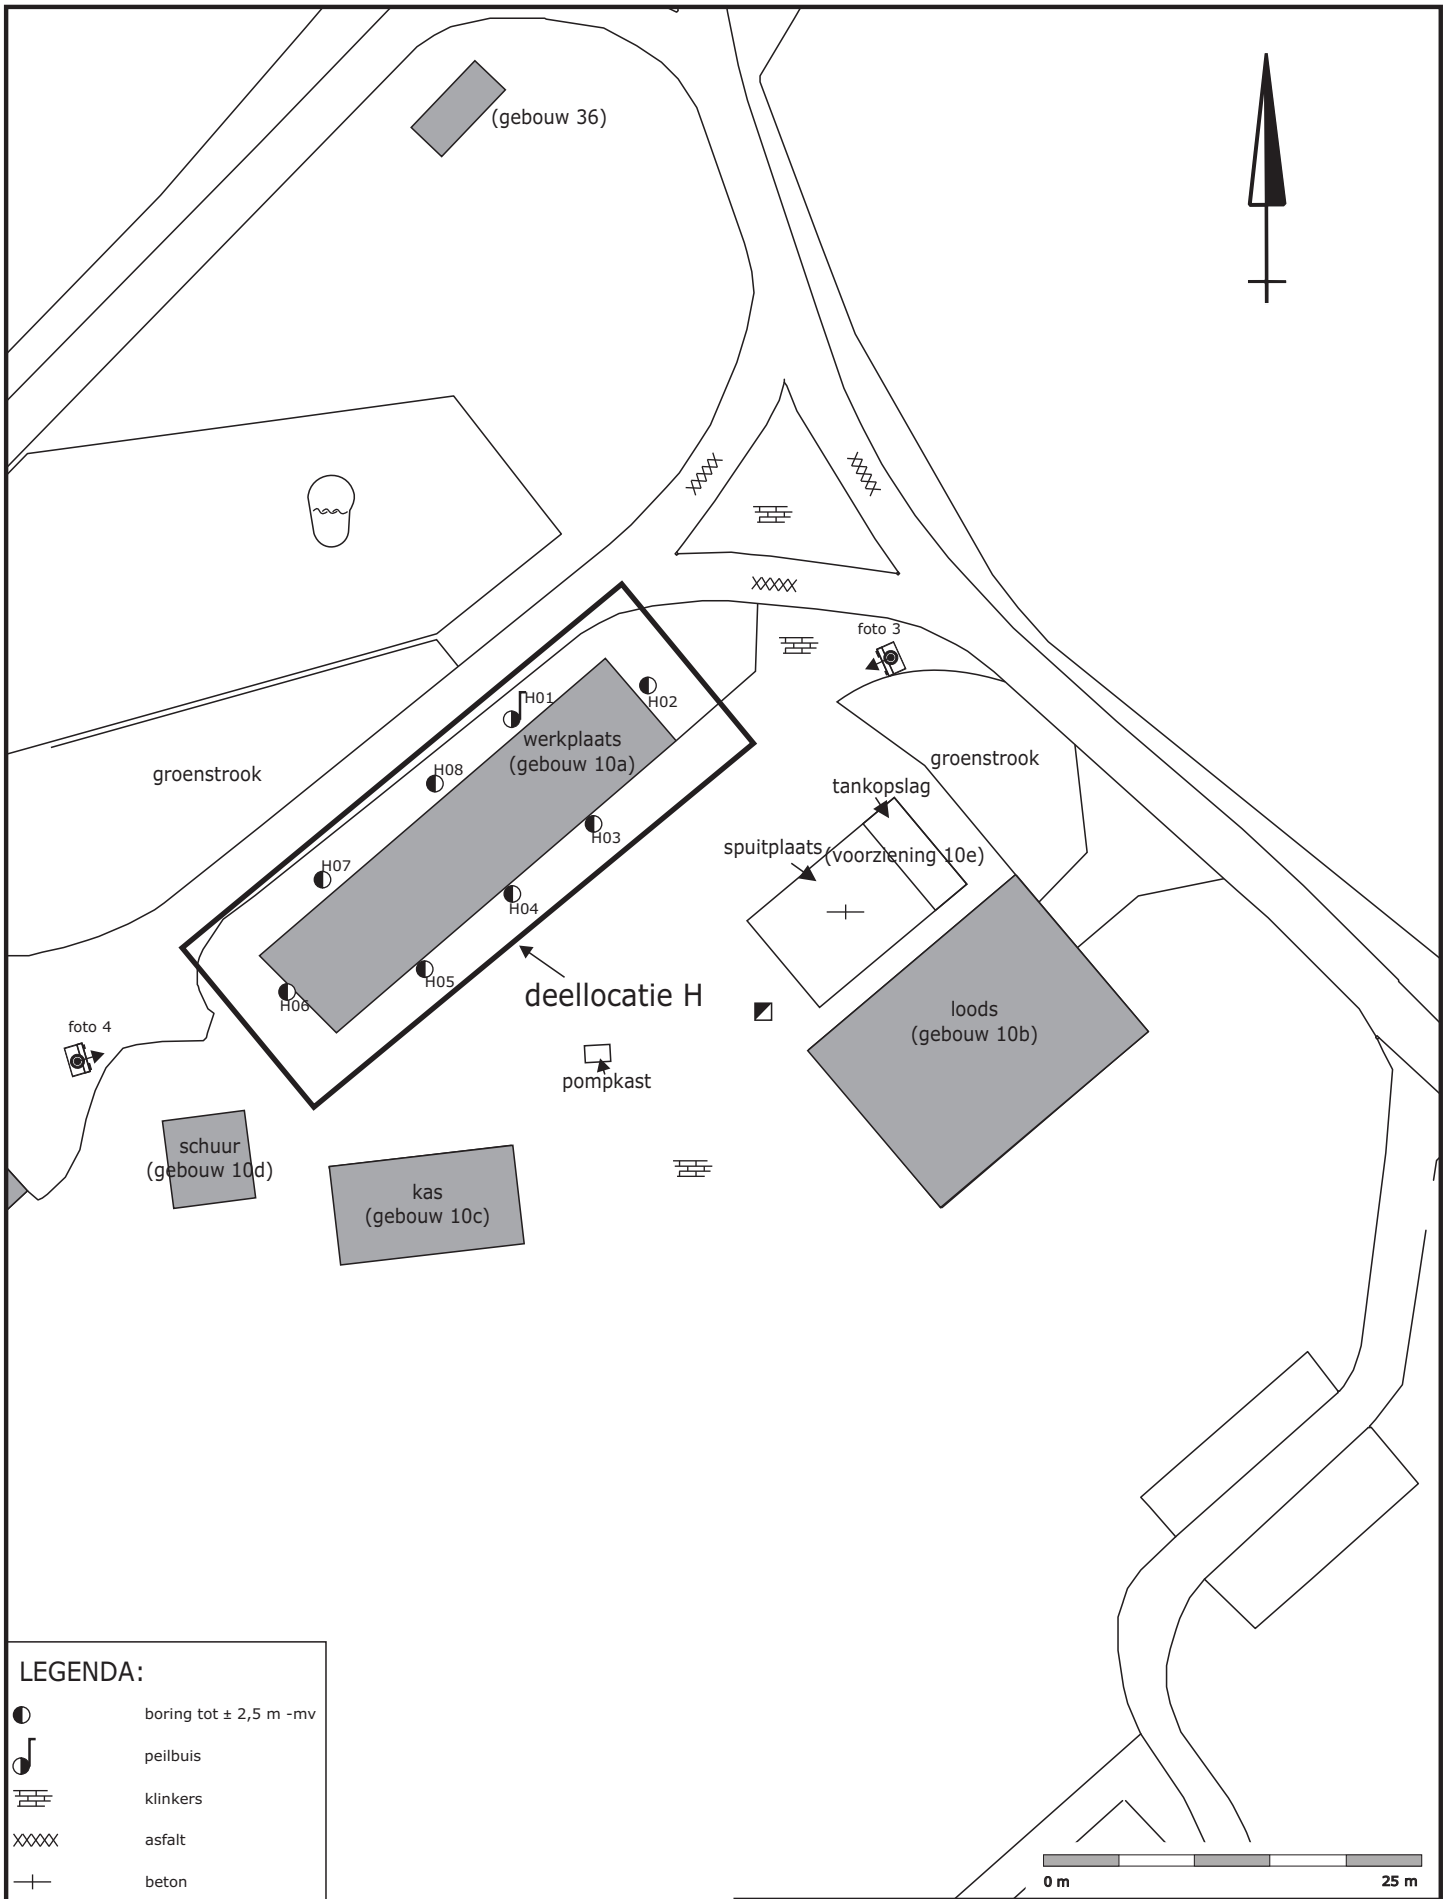 (gebouw 36)
foto 3
H01
H02
werkplaats
(gebouw 10a)
groenstrook
groenstrook
H08
tankopslag
H03
spuitplaats
(voorziening 10e)
H07
H04
H05
deellocatie H
H06
loods
(gebouw 10b)
foto 4
pompkast
schuur
(gebouw 10d)
kas
(gebouw 10c)
LEGENDA:
boring tot ± 2,5 m -mv
peilbuis
klinkers
asfalt
beton
0 m
25 m